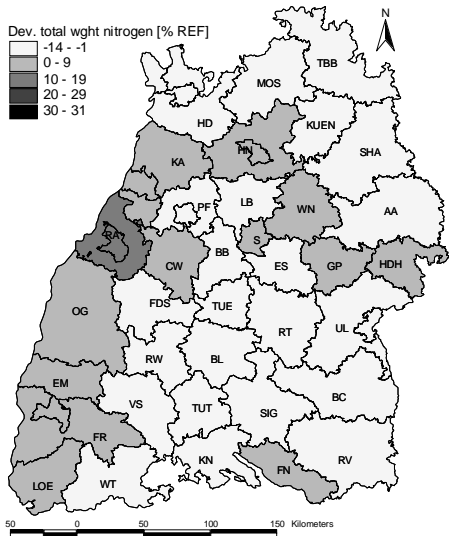 Dev. total wght nitrogen [% REF]
-14 - -1
0 - 9
10 - 19
20 - 29
30 - 31
N
TBB
MOS
HD
KUEN
HN
SHA
KA
PF
LB
WN
AA
RA
CW
BB
S
ES
GP
HDH
OG
FDS
TUE
RT
UL
RW
BL
EM
VS
TUT
SIG
BC
FR
KN
FN
RV
LOE
WT
50 0 50 100 150 Kilometers